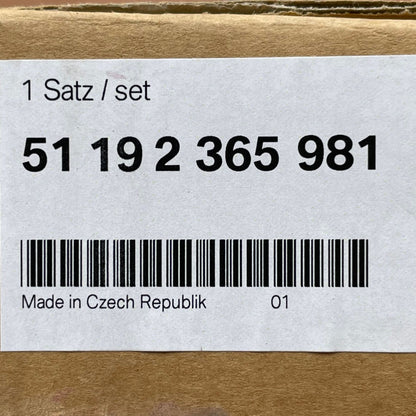 1 Satz / set
51 19 2 365 981
Made in Czech Republik 01